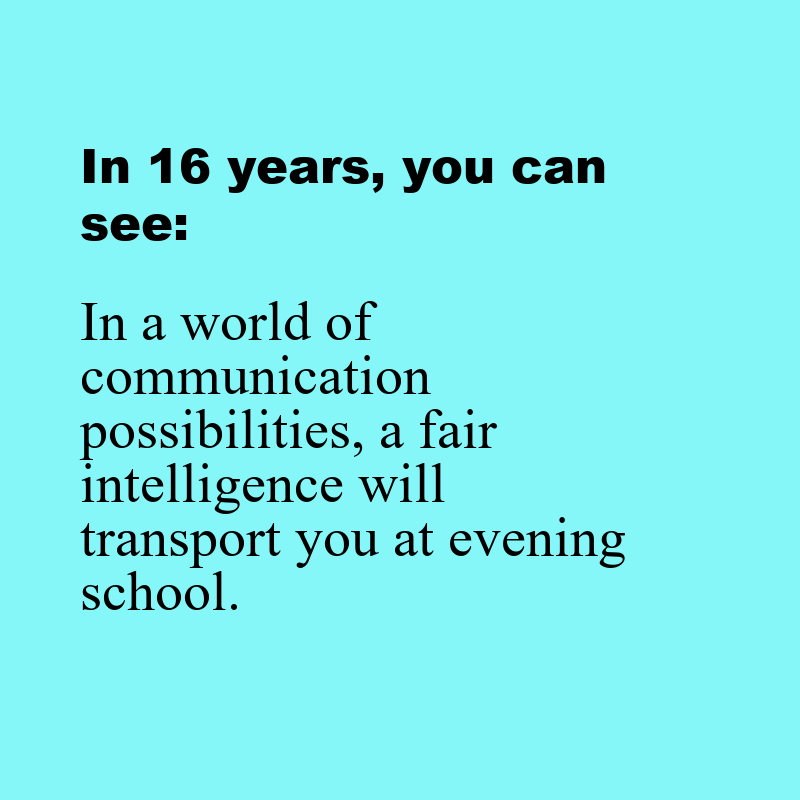 In 16 years, you can
see:
In a world of
communication
possibilities, a fair
intelligence will
transport you at evening
school.